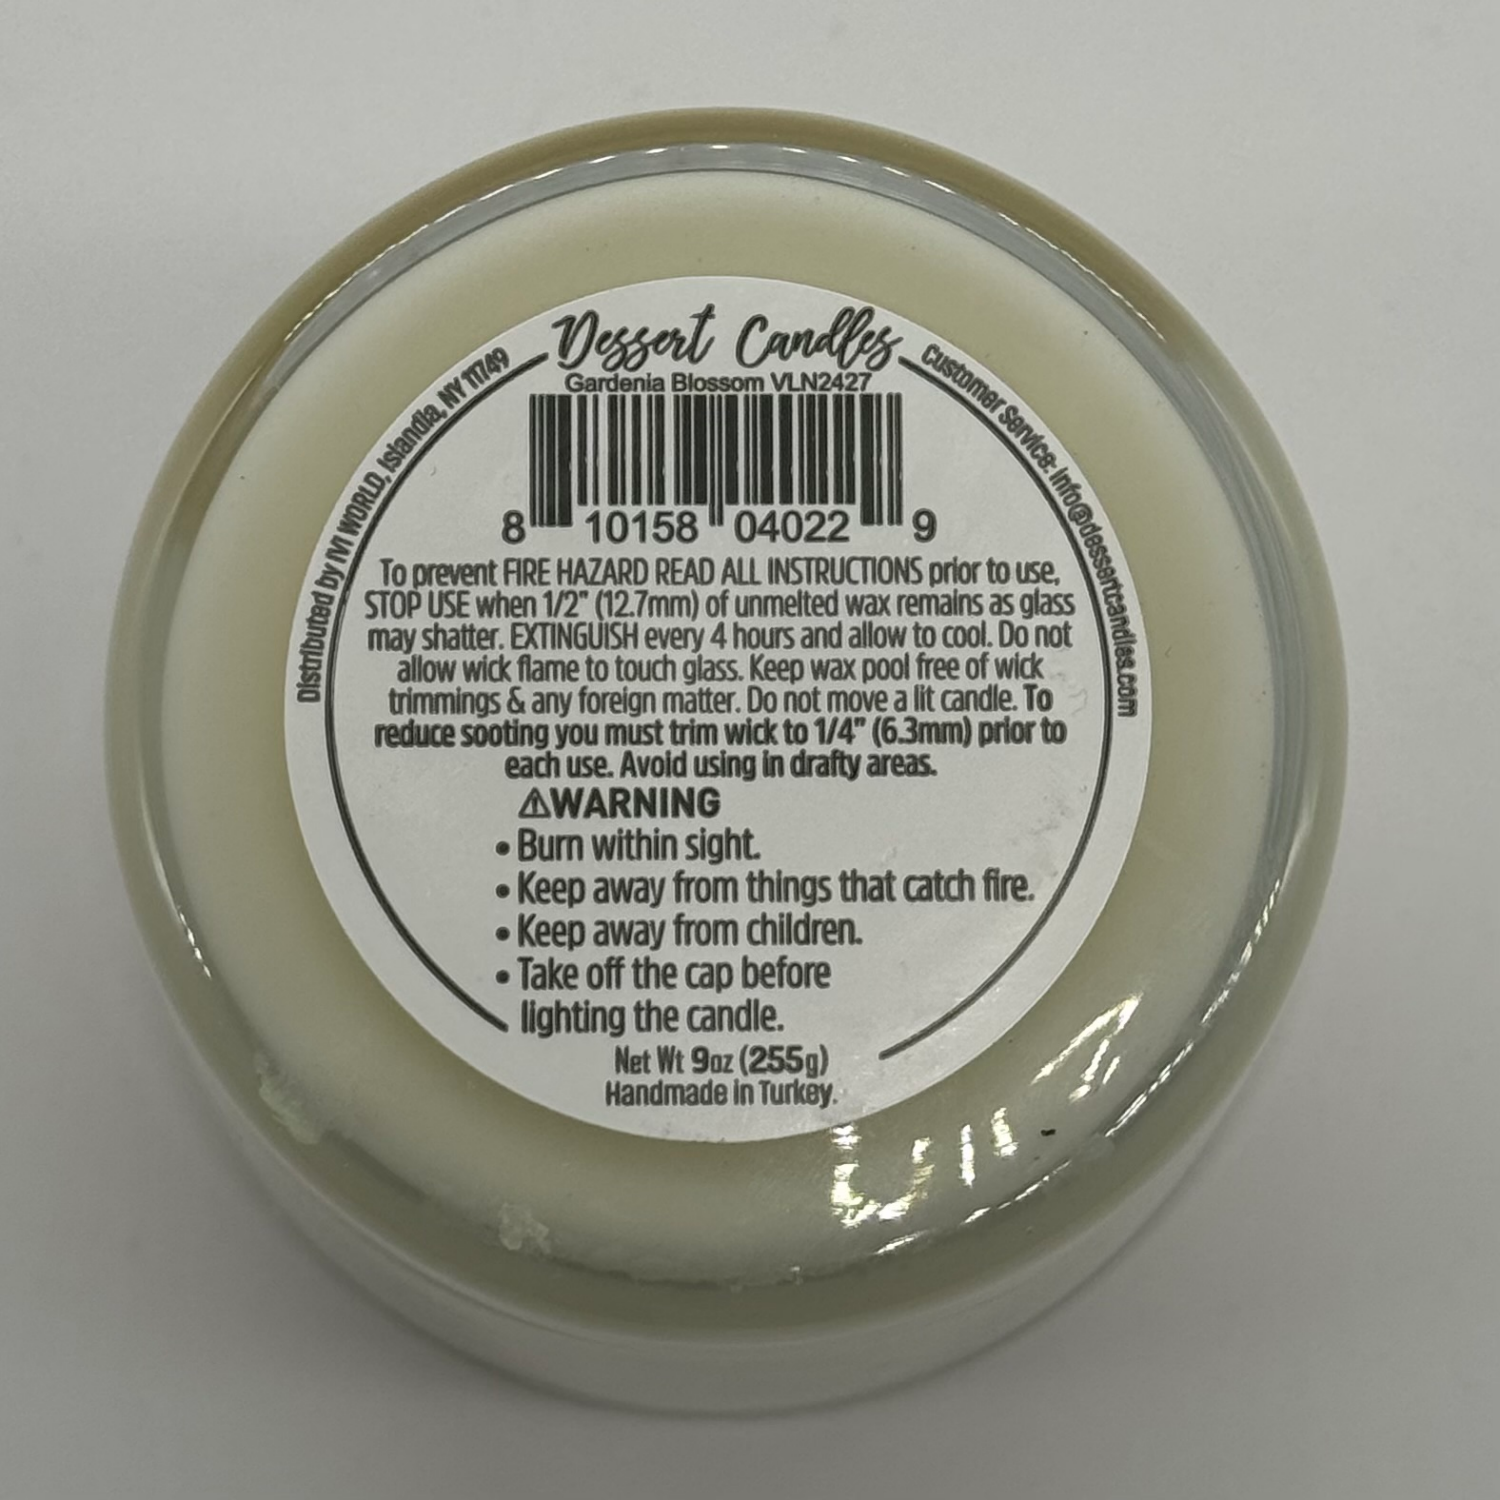 Dessert Candles
Gardenia Blossom VLN2427
8 10158 04022 9
Distributed by IVI WORLD, Islandia, NY 11749
Customer Service: info@dessertcandles.com
To prevent FIRE HAZARD READ ALL INSTRUCTIONS prior to use,
STOP USE when 1/2" (12.7mm) of unmelted wax remains as glass
may shatter. EXTINGUISH every 4 hours and allow to cool. Do not
allow wick flame to touch glass. Keep wax pool free of wick
trimmings & any foreign matter. Do not move a lit candle. To
reduce sooting you must trim wick to 1/4" (6.3mm) prior to
each use. Avoid using in drafty areas.
⚠WARNING
• Burn within sight.
• Keep away from things that catch fire.
• Keep away from children.
• Take off the cap before
lighting the candle.
Net Wt 9oz (255g)
Handmade in Turkey.